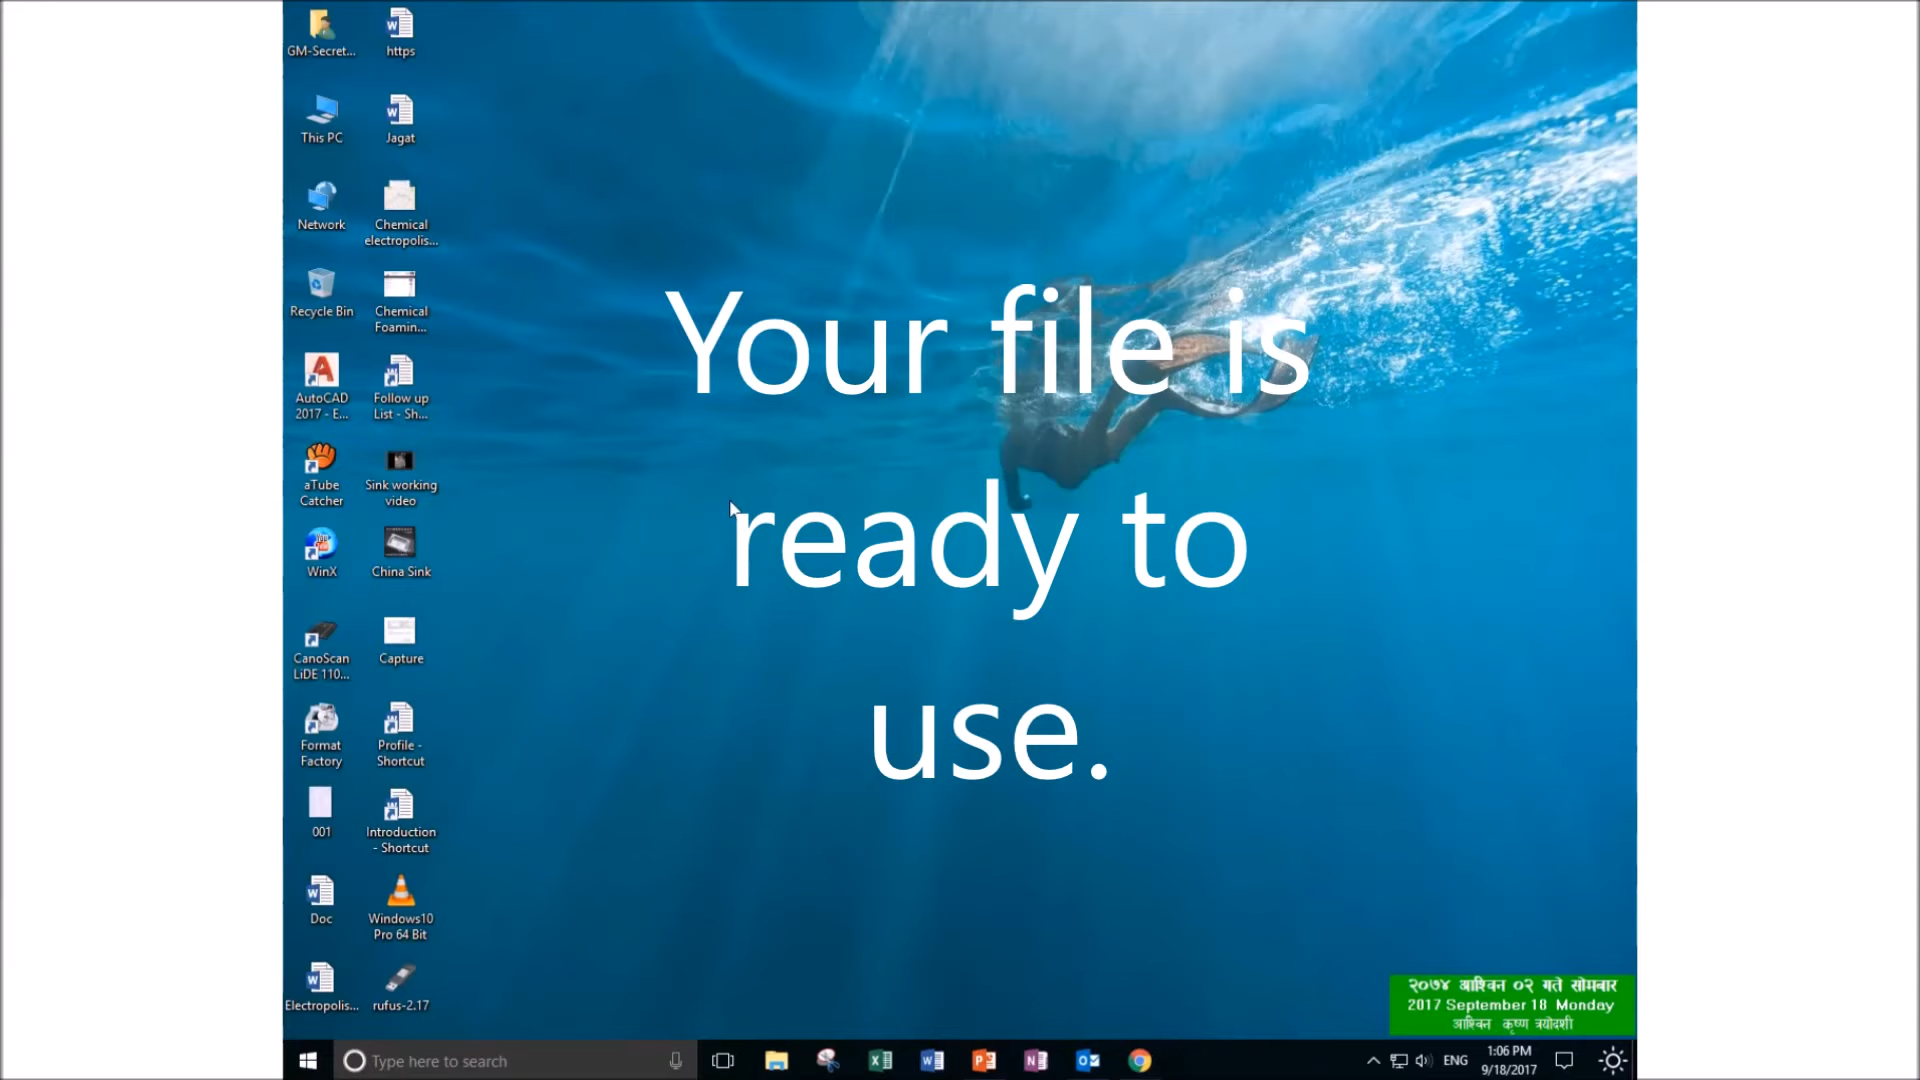 GM-Secret...
https
This PC
Jagat
Network
Chemical
electropolis...
Recycle Bin
Chemical
Foamin...
AutoCAD
2017 - E...
Follow up
List - Sh...
aTube
Catcher
Sink working
video
WinX
China Sink
CanoScan
LiDE 110...
Capture
Format
Factory
Profile -
Shortcut
001
Introduction
- Shortcut
Doc
Windows10
Pro 64 Bit
Electropolis...
rufus-2.17
Your file is
ready to
use.
२०७४ आश्विन ०२ गते सोमबार
2017 September 18 Monday
आश्विन कृष्ण त्रयोदशी
Type here to search
ENG
1:06 PM
9/18/2017